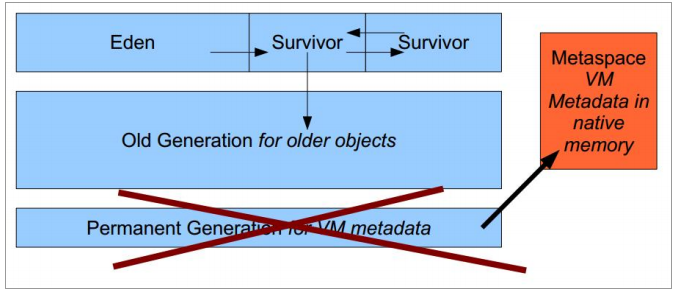 Eden
Survivor
Survivor
Old Generation for older objects
Permanent Generation for VM metadata
Metaspace
VM
Metadata in
native
memory